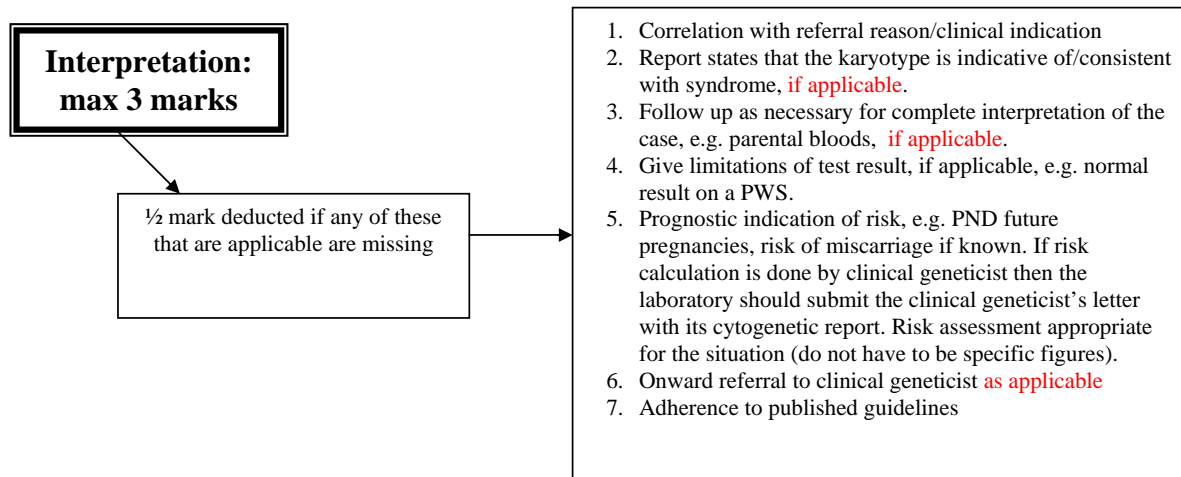 Interpretation:
max 3 marks
½ mark deducted if any of these
that are applicable are missing
1. Correlation with referral reason/clinical indication
2. Report states that the karyotype is indicative of/consistent
with syndrome, if applicable.
3. Follow up as necessary for complete interpretation of the
case, e.g. parental bloods, if applicable.
4. Give limitations of test result, if applicable, e.g. normal
result on a PWS.
5. Prognostic indication of risk, e.g. PND future
pregnancies, risk of miscarriage if known. If risk
calculation is done by clinical geneticist then the
laboratory should submit the clinical geneticist’s letter
with its cytogenetic report. Risk assessment appropriate
for the situation (do not have to be specific figures).
6. Onward referral to clinical geneticist as applicable
7. Adherence to published guidelines